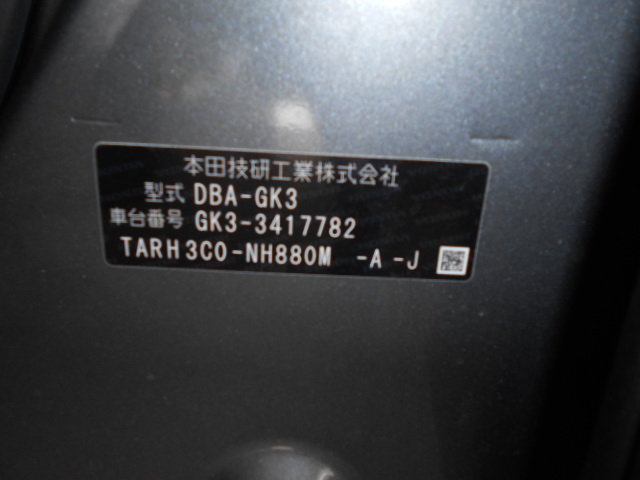 本田技研工業株式会社
型式 DBA-GK3
車台番号 GK3-3417782
TARH3C0-NH880M -A -J